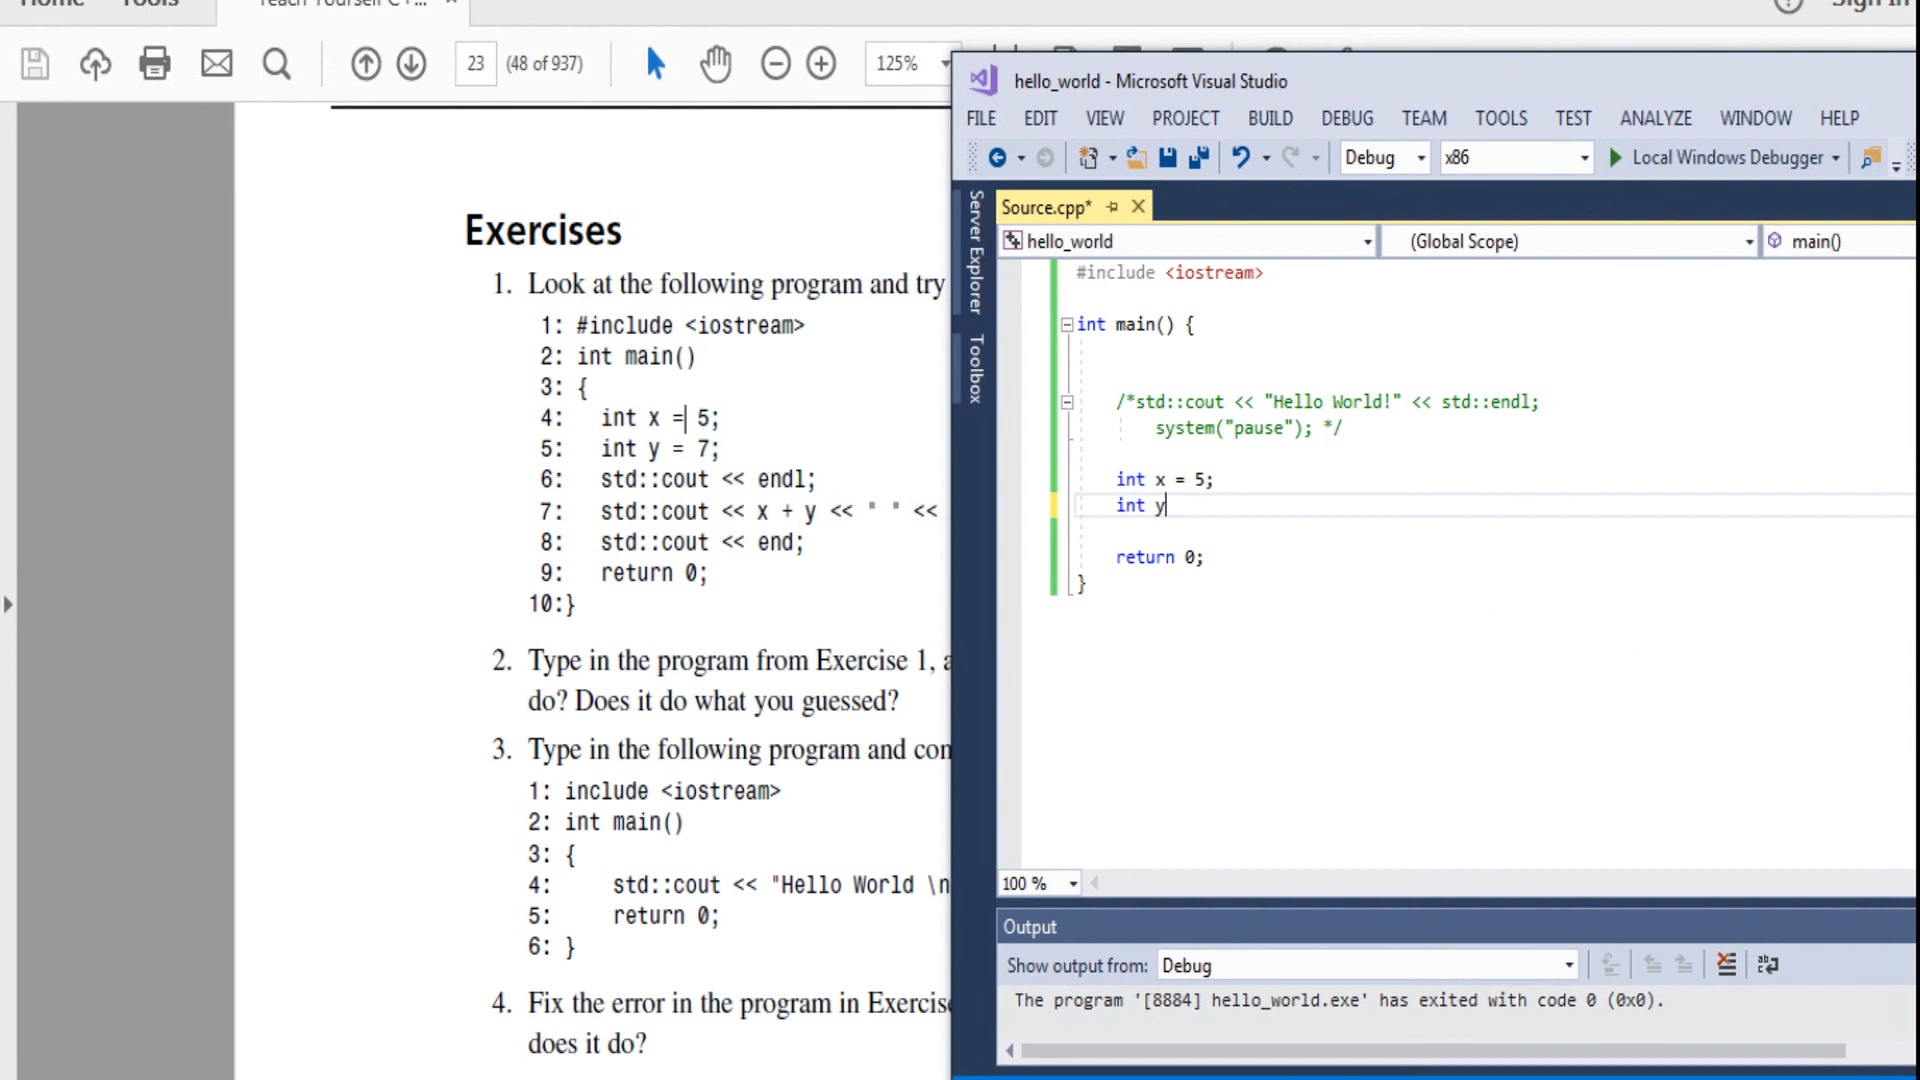 Home Tools Teach Yourself C+... × Sign In
23 (48 of 937) 125%
Exercises
1. Look at the following program and try
1: #include <iostream>
2: int main()
3: {
4: int x = 5;
5: int y = 7;
6: std::cout << endl;
7: std::cout << x + y << " " <<
8: std::cout << end;
9: return 0;
10:}
2. Type in the program from Exercise 1, a
do? Does it do what you guessed?
3. Type in the following program and con
1: include <iostream>
2: int main()
3: {
4: std::cout << "Hello World \n
5: return 0;
6: }
4. Fix the error in the program in Exercise
does it do?
hello_world - Microsoft Visual Studio
FILE EDIT VIEW PROJECT BUILD DEBUG TEAM TOOLS TEST ANALYZE WINDOW HELP
Debug x86 Local Windows Debugger
Server Explorer
Toolbox
Source.cpp*
hello_world (Global Scope) main()
#include <iostream>
int main() {
/*std::cout << "Hello World!" << std::endl;
system("pause"); */
int x = 5;
int y
return 0;
}
100 %
Output
Show output from: Debug
The program '[8884] hello_world.exe' has exited with code 0 (0x0).